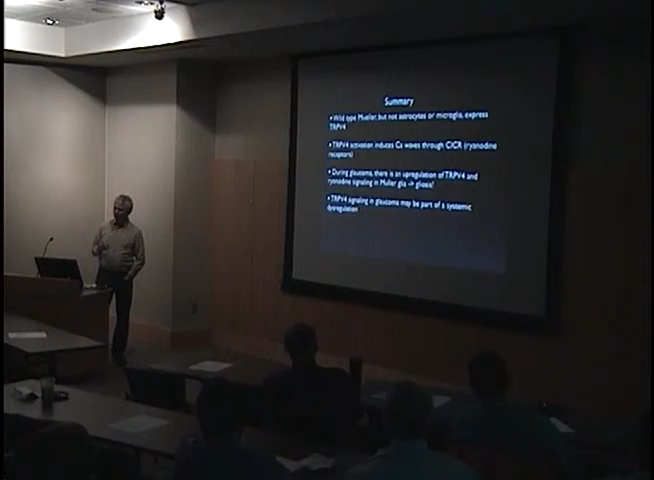 Summary
• Wild type Mueller, but not astrocytes or microglia, express
TRPV4
• TRPV4 activation induces Ca waves through CICR (ryanodine
receptors)
• During glaucoma, there is an upregulation of TRPV4 and
ryanodine signaling in Muller glia -> gliosis?
• TRPV4 signaling in glaucoma may be part of a systemic
dysregulation